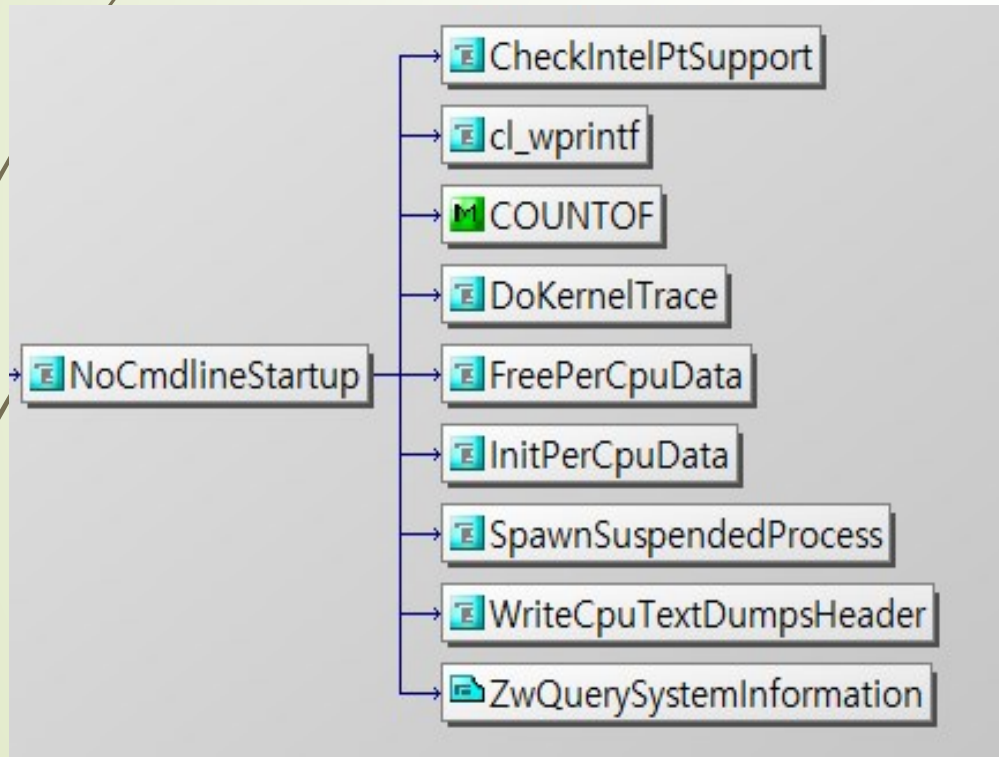 CheckIntelPtSupport
cl_wprintf
M COUNTOF
DoKernelTrace
NoCmdlineStartup
FreePerCpuData
InitPerCpuData
SpawnSuspendedProcess
WriteCpuTextDumpsHeader
ZwQuerySystemInformation